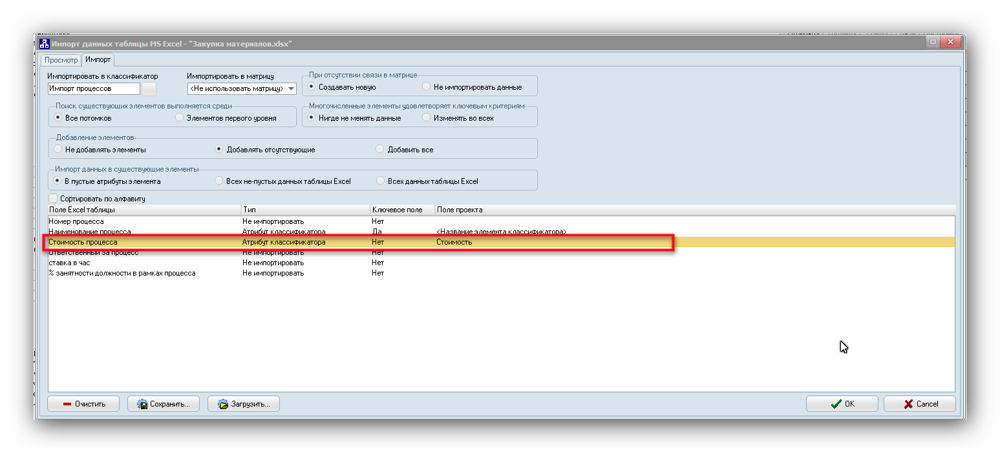 Импорт данных таблицы MS Excel - "Закупка материалов.xlsx"
Просмотр Импорт
Импортировать в классификатор Импортировать в матрицу При отсутствии связи в матрице
Импорт процессов <Не использовать матрицу> Создавать новую Не импортировать данные
Поиск существующих элементов выполняется среди Многочисленные элементы удовлетворяет ключевым критериям
Все потомков Элементов первого уровня Нигде не менять данные Изменять во всех
Добавление элементов
Не добавлять элементы Добавлять отсутствующие Добавить все
Импорт данных в существующие элементы
В пустые атрибуты элемента Всех не-пустых данных таблицы Excel Всех данных таблицы Excel
Сортировать по алфавиту
Поле Excel таблицы Тип Ключевое поле Поле проекта
Номер процесса Не импортировать Нет
Наименование процесса Атрибут классификатора Да <Название элемента классификатора>
Стоимость процесса Атрибут классификатора Нет Стоимость
Ответственный за процесс Не импортировать Нет
ставка в час Не импортировать Нет
% занятности должности в рамках процесса Не импортировать Нет
Очистить Сохранить... Загрузить... OK Cancel